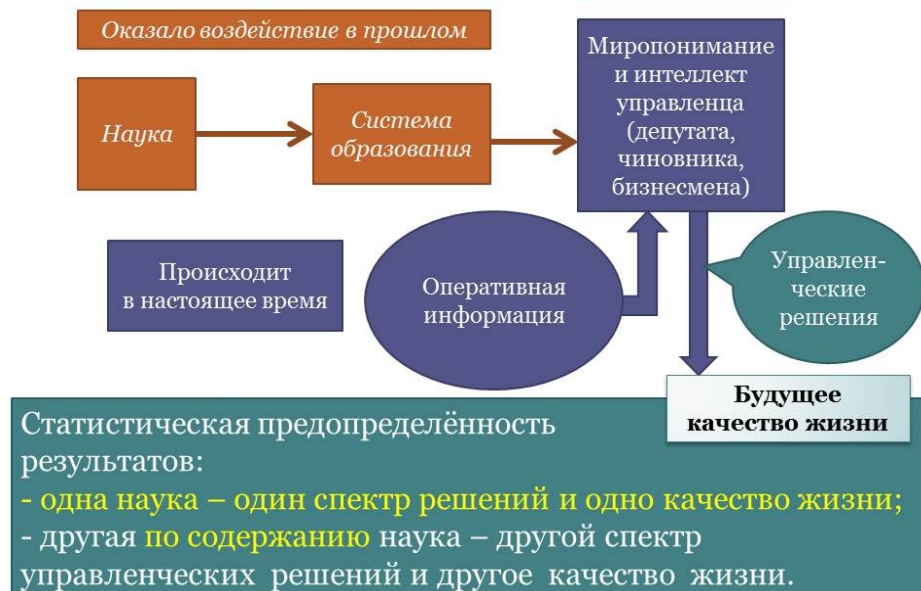 Оказало воздействие в прошлом
Наука
Система
образования
Миропонимание
и интеллект
управленца
(депутата,
чиновника,
бизнесмена)
Происходит
в настоящее время
Оперативная
информация
Управлен-
ческие
решения
Будущее
качество жизни
Статистическая предопределённость
результатов:
- одна наука – один спектр решений и одно качество жизни;
- другая по содержанию наука – другой спектр
управленческих решений и другое качество жизни.